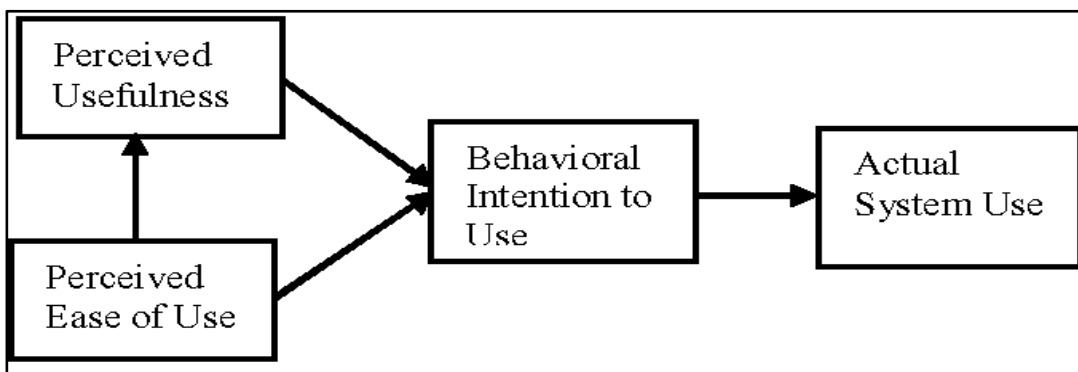 Perceived
Usefulness
Perceived
Ease of Use
Behavioral
Intention to
Use
Actual
System Use